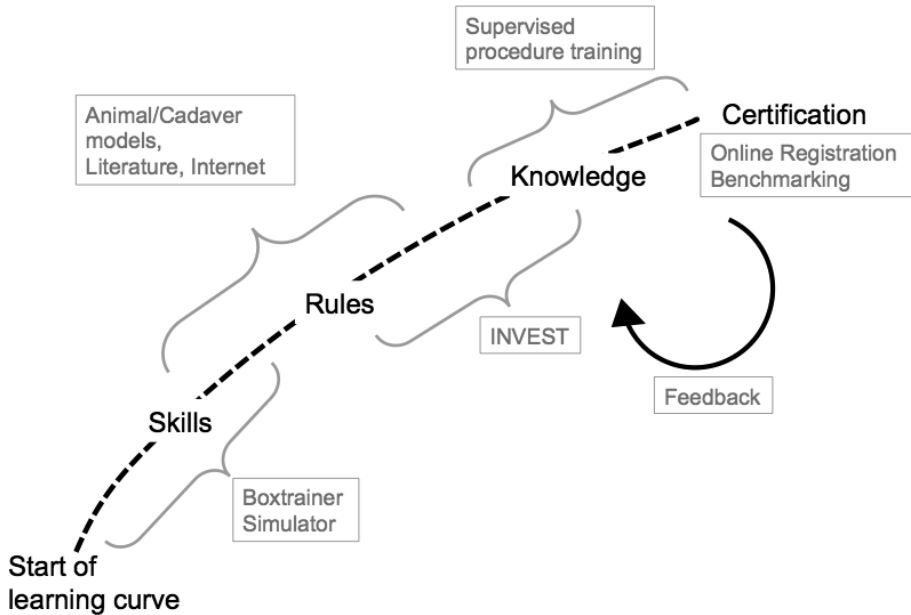 Supervised
procedure training
Animal/Cadaver
models,
Literature, Internet
Certification
Online Registration
Benchmarking
Knowledge
Rules
INVEST
Feedback
Skills
Boxtrainer
Simulator
Start of
learning curve